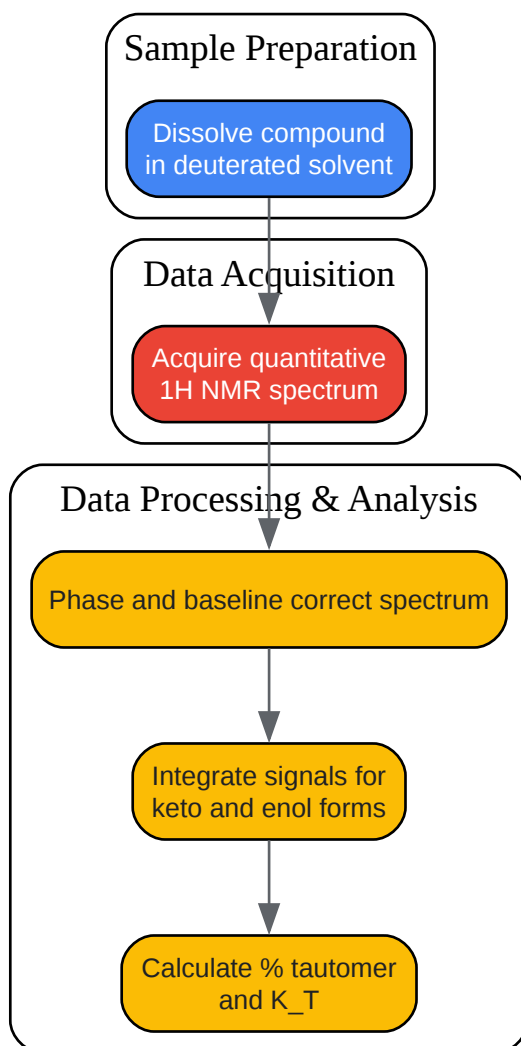 Sample Preparation
Dissolve compound
in deuterated solvent
Data Acquisition
Acquire quantitative
1H NMR spectrum
Data Processing & Analysis
Phase and baseline correct spectrum
Integrate signals for
keto and enol forms
Calculate % tautomer
and K_T